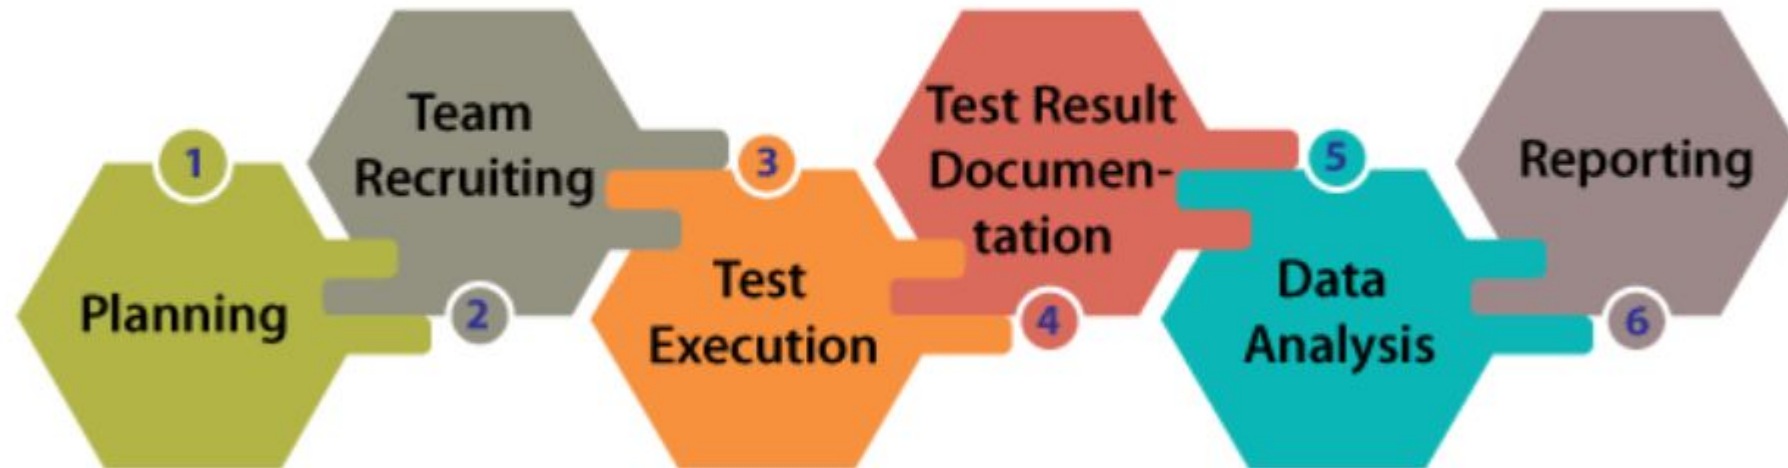 1
Planning
Team
Recruiting
2
3
Test
Execution
Test Result
Documen-
tation
4
5
Data
Analysis
Reporting
6